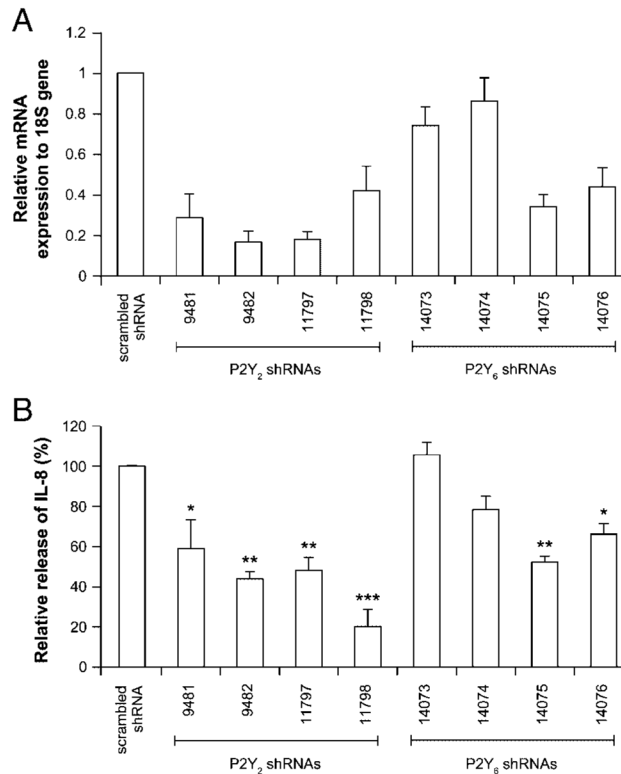 A
Relative mRNA
expression to 18S gene
1.2
1
0.8
0.6
0.4
0.2
0
scrambled
shRNA
9481
9482
11797
11798
14073
14074
14075
14076
P2Y₂ shRNAs
P2Y₆ shRNAs
B
Relative release of IL-8 (%)
120
100
80
60
40
20
0
*
**
**
***
**
*
scrambled
shRNA
9481
9482
11797
11798
14073
14074
14075
14076
P2Y₂ shRNAs
P2Y₆ shRNAs